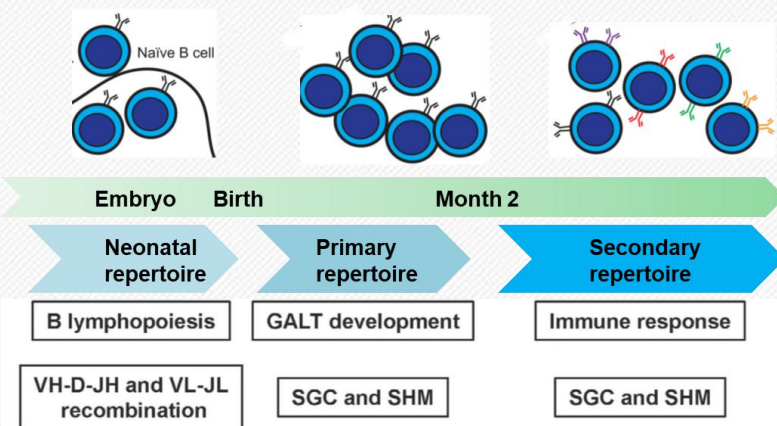 Naïve B cell
Embryo Birth Month 2
Neonatal
repertoire
Primary
repertoire
Secondary
repertoire
B lymphopoiesis
GALT development
Immune response
VH-D-JH and VL-JL
recombination
SGC and SHM
SGC and SHM